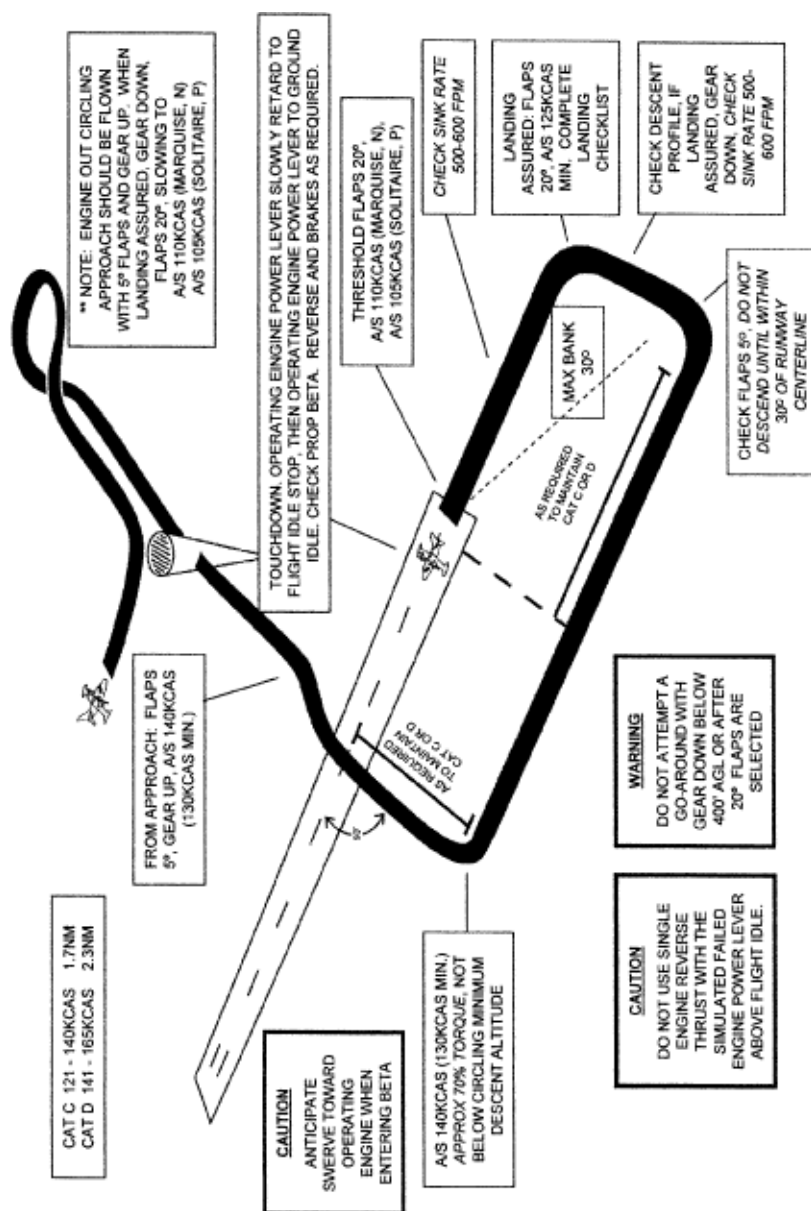 CAT C 121 - 140KCAS 1.7NM
CAT D 141 - 165KCAS 2.3NM
** NOTE: ENGINE OUT CIRCLING
APPROACH SHOULD BE FLOWN
WITH 5º FLAPS AND GEAR UP. WHEN
LANDING ASSURED, GEAR DOWN,
FLAPS 20º, SLOWING TO
A/S 110KCAS (MARQUISE, N)
A/S 105KCAS (SOLITAIRE, P)
FROM APPROACH: FLAPS
5º, GEAR UP, A/S 140KCAS
(130KCAS MIN.)
TOUCHDOWN. OPERATING ENGINE POWER LEVER SLOWLY RETARD TO
FLIGHT IDLE STOP, THEN OPERATING ENGINE POWER LEVER TO GROUND
IDLE. CHECK PROP BETA. REVERSE AND BRAKES AS REQUIRED.
THRESHOLD FLAPS 20º,
A/S 110KCAS (MARQUISE, N),
A/S 105KCAS (SOLITAIRE, P)
CHECK SINK RATE
500-600 FPM
CAUTION
ANTICIPATE
SWERVE TOWARD
OPERATING
ENGINE WHEN
ENTERING BETA
AS REQUIRED
TO MAINTAIN
CAT C OR D
AS REQUIRED
TO MAINTAIN
CAT C OR D
MAX BANK
30º
LANDING
ASSURED: FLAPS
20º, A/S 125KCAS
MIN. COMPLETE
LANDING
CHECKLIST
A/S 140KCAS (130KCAS MIN.)
APPROX 70% TORQUE, NOT
BELOW CIRCLING MINIMUM
DESCENT ALTITUDE
CHECK DESCENT
PROFILE, IF
LANDING
ASSURED, GEAR
DOWN, CHECK
SINK RATE 500-
600 FPM
CHECK FLAPS 5º, DO NOT
DESCEND UNTIL WITHIN
30º OF RUNWAY
CENTERLINE
CAUTION
DO NOT USE SINGLE
ENGINE REVERSE
THRUST WITH THE
SIMULATED FAILED
ENGINE POWER LEVER
ABOVE FLIGHT IDLE.
WARNING
DO NOT ATTEMPT A
GO-AROUND WITH
GEAR DOWN BELOW
400' AGL OR AFTER
20º FLAPS ARE
SELECTED